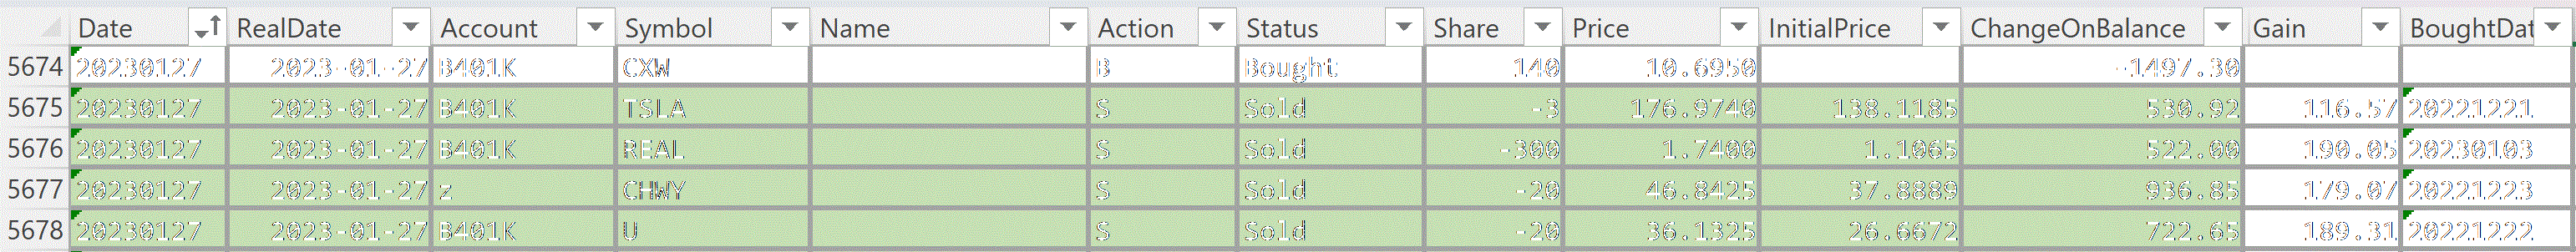 Date RealDate Account Symbol Name Action Status Share Price InitialPrice ChangeOnBalance Gain BoughtDat
5674 20230127 2023-01-27 B401K CXW B Bought 140 10.6950 -1497.30
5675 20230127 2023-01-27 B401K TSLA S Sold -3 176.9740 138.1185 530.92 116.57 20221221
5676 20230127 2023-01-27 B401K REAL S Sold -300 1.7400 1.1065 522.00 190.05 20230103
5677 20230127 2023-01-27 z CHWY S Sold -20 46.8425 37.8889 936.85 179.07 20221223
5678 20230127 2023-01-27 B401K U S Sold -20 36.1325 26.6672 722.65 189.31 20221222